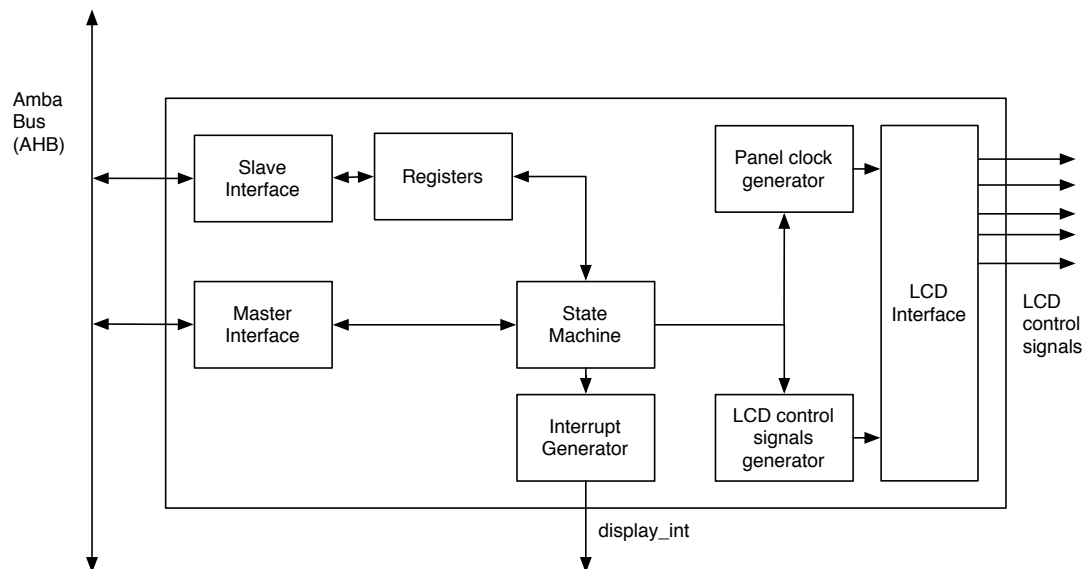 Amba
Bus
(AHB)
Slave
Interface
Registers
Panel clock
generator
Master
Interface
State
Machine
LCD
Interface
LCD
control
signals
Interrupt
Generator
LCD control
signals
generator
display_int